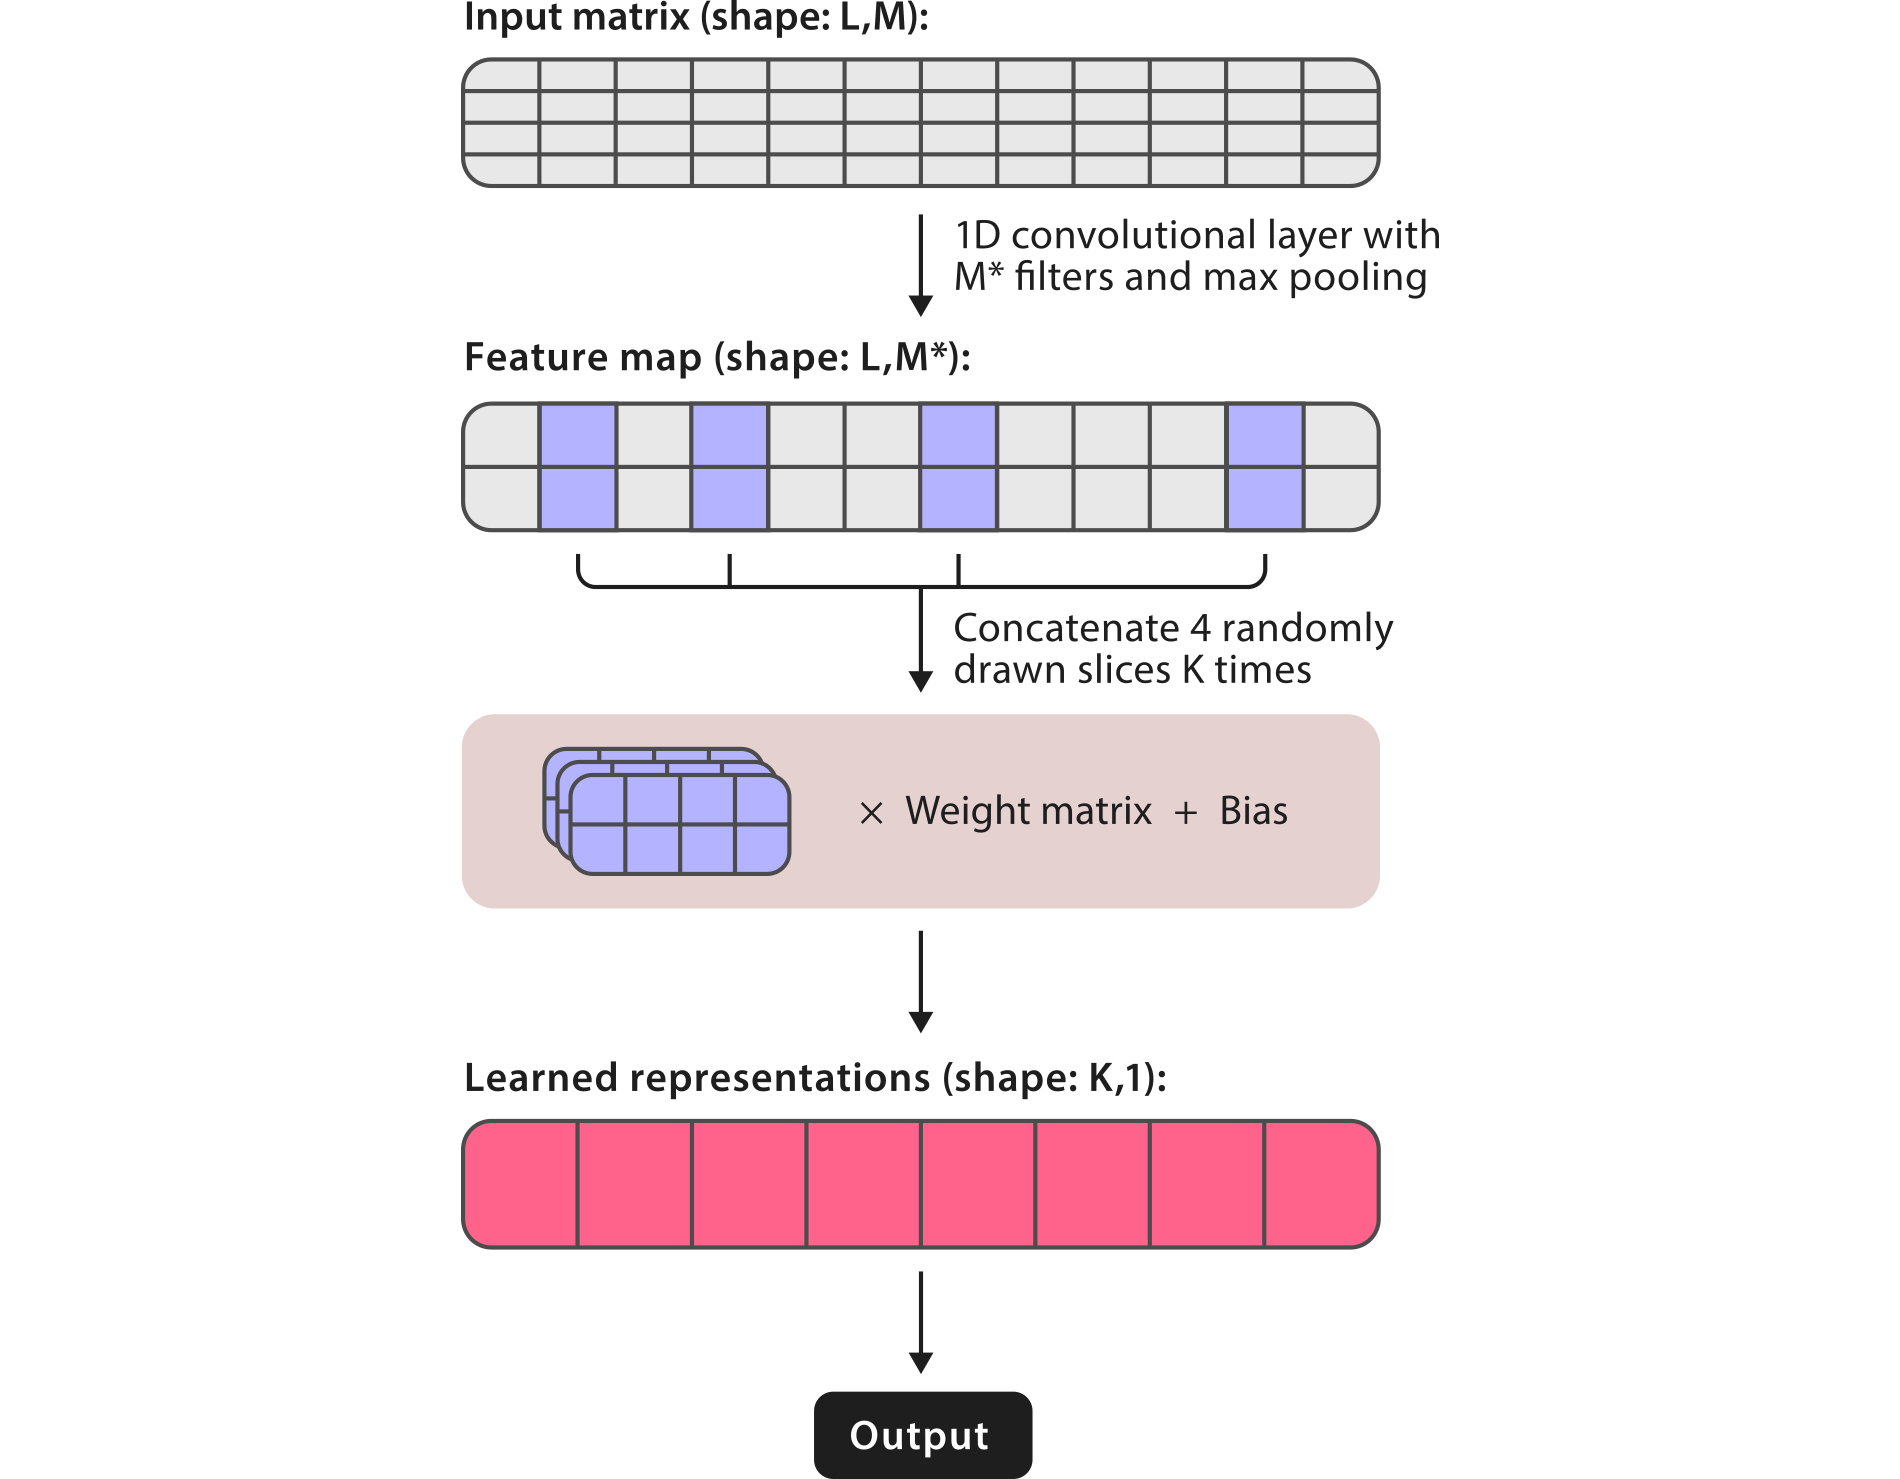 Input matrix (shape: L,M):
1D convolutional layer with
M* filters and max pooling
Feature map (shape: L,M*):
Concatenate 4 randomly
drawn slices K times
× Weight matrix + Bias
Learned representations (shape: K,1):
Output